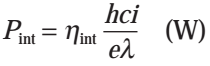 P_int = η_int hci/eλ (W)